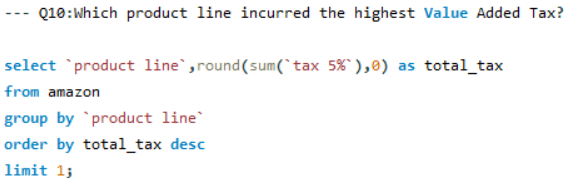 --- Q10:Which product line incurred the highest Value Added Tax?
select `product line`,round(sum(`tax 5%`),0) as total_tax
from amazon
group by `product line`
order by total_tax desc
limit 1;